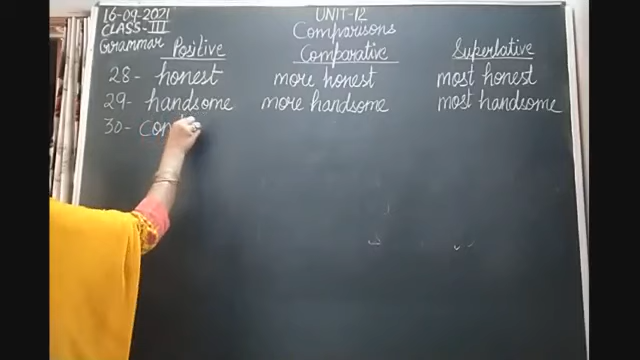 16-09-2021 UNIT-12
CLASS-III Comparisons
Grammar Positive Comparative Superlative
28- honest more honest most honest
29- handsome more handsome most handsome
30-